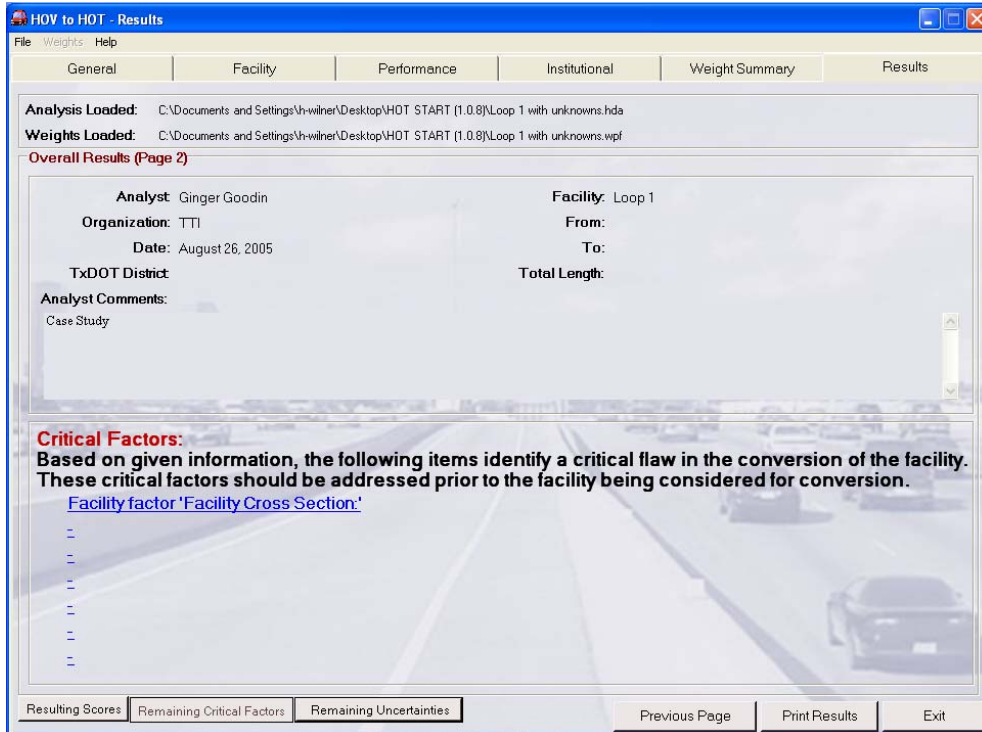 HOV to HOT - Results
File Weights Help
General Facility Performance Institutional Weight Summary Results
Analysis Loaded: C:\Documents and Settings\h-wilner\Desktop\HOT START (1.0.8)\Loop 1 with unknowns.hda
Weights Loaded: C:\Documents and Settings\h-wilner\Desktop\HOT START (1.0.8)\Loop 1 with unknowns.wpf
Overall Results (Page 2)
Analyst: Ginger Goodin Facility: Loop 1
Organization: TTI From:
Date: August 26, 2005 To:
TxDOT District: Total Length:
Analyst Comments:
Case Study
Critical Factors:
Based on given information, the following items identify a critical flaw in the conversion of the facility.
These critical factors should be addressed prior to the facility being considered for conversion.
Facility factor 'Facility Cross Section:'
-
-
-
-
-
-
Resulting Scores Remaining Critical Factors Remaining Uncertainties Previous Page Print Results Exit